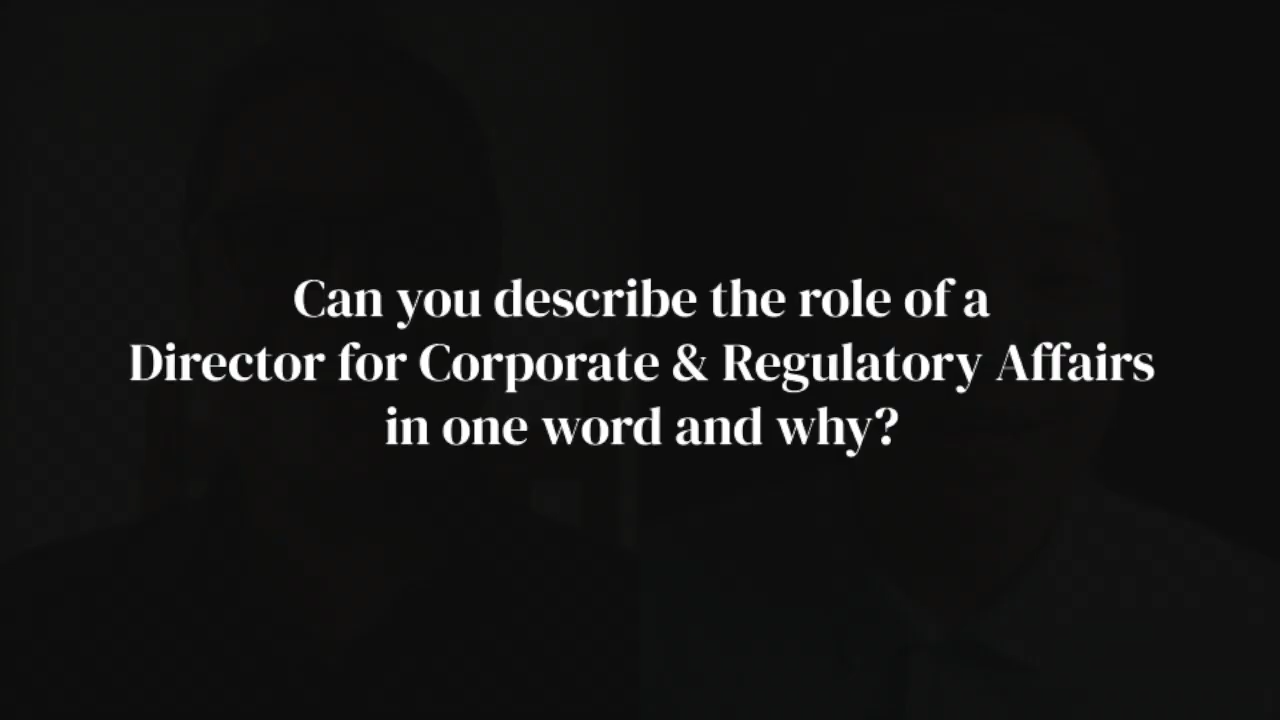 Can you describe the role of a
Director for Corporate & Regulatory Affairs
in one word and why?